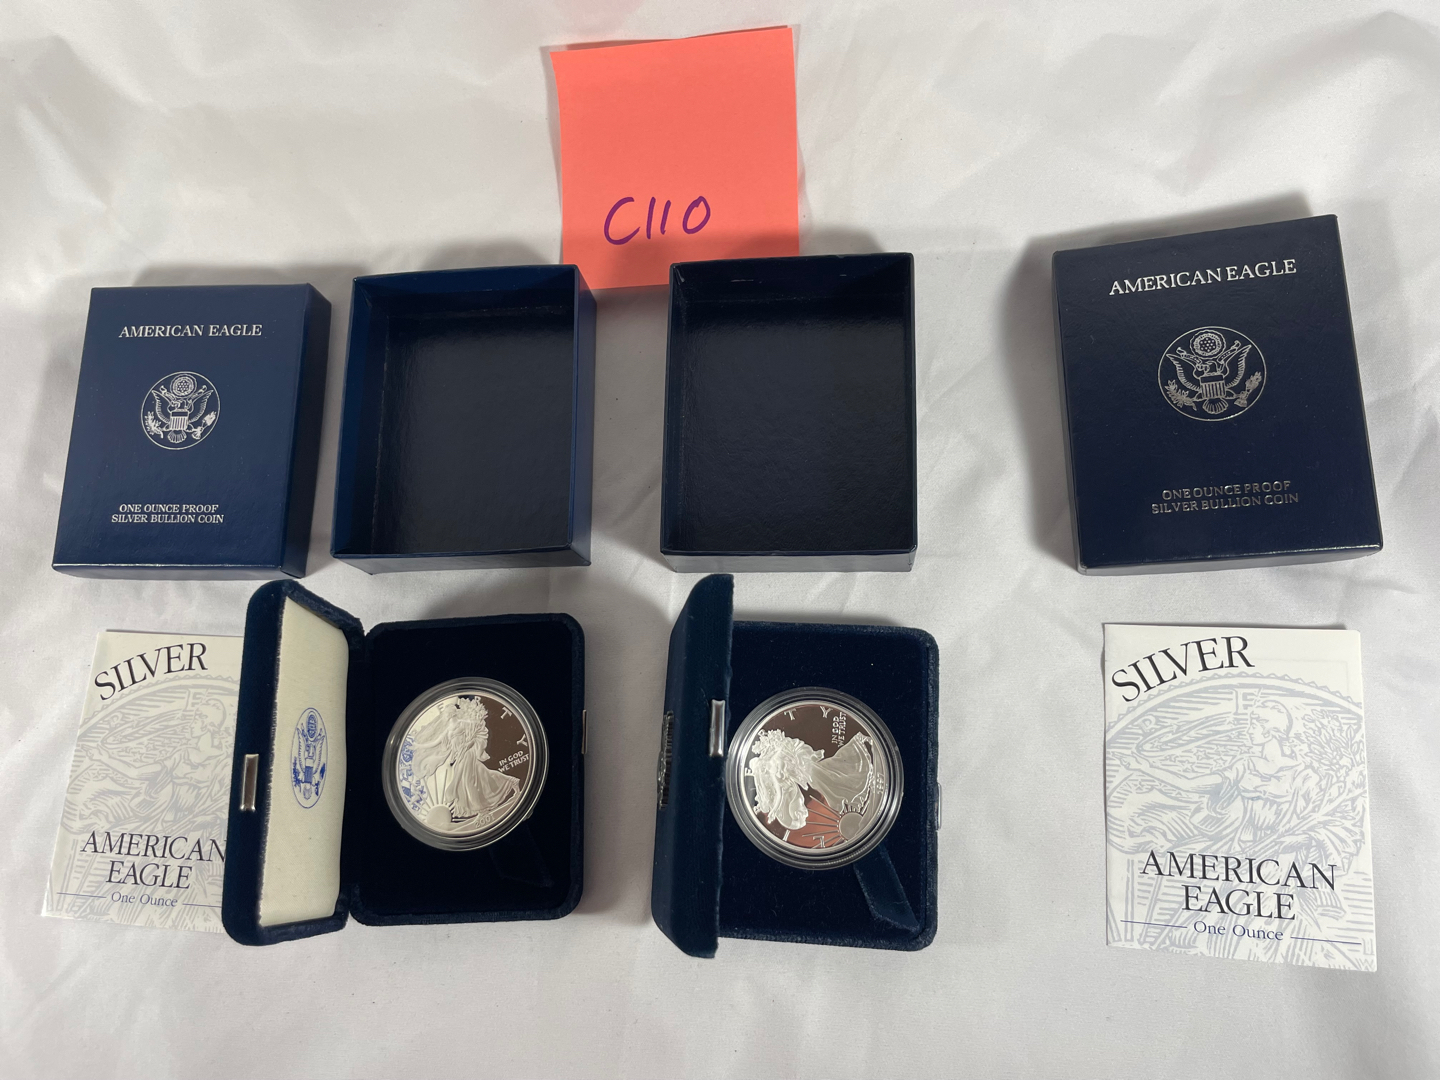 C110
AMERICAN EAGLE
ONE OUNCE PROOF
SILVER BULLION COIN
AMERICAN EAGLE
ONE OUNCE PROOF
SILVER BULLION COIN
SILVER
AMERICAN
EAGLE
One Ounce
E R T Y
IN GOD
WE TRUST
E R T Y
IN GOD
WE TRUST
1997
L
SILVER
AMERICAN
EAGLE
One Ounce